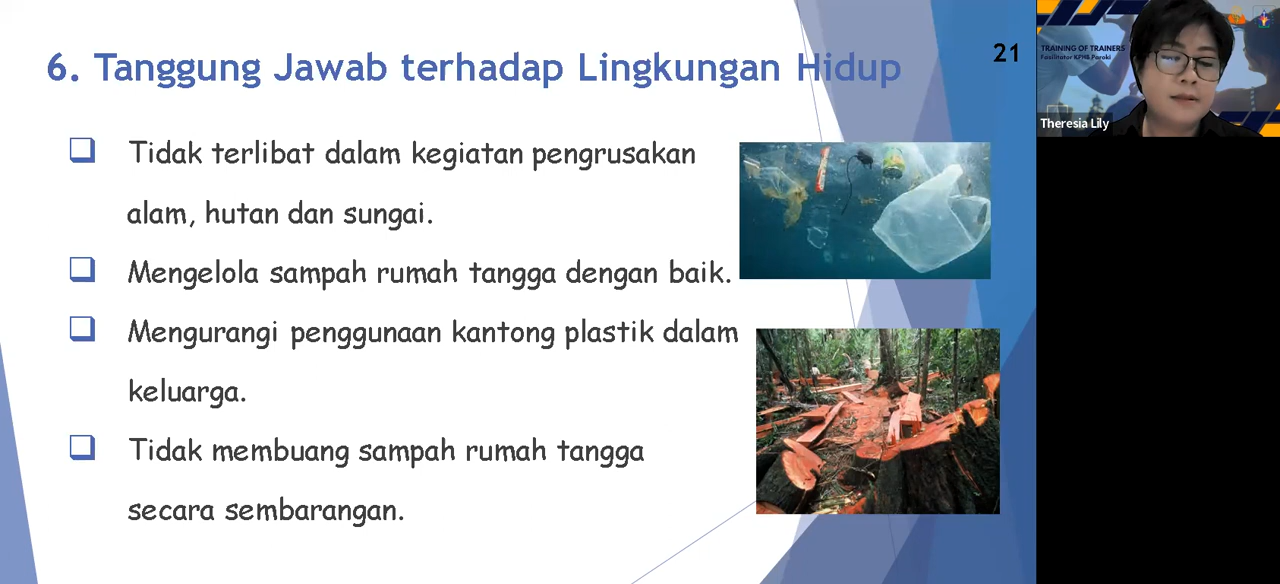 6. Tanggung Jawab terhadap Lingkungan Hidup
21
Tidak terlibat dalam kegiatan pengrusakan
alam, hutan dan sungai.
Mengelola sampah rumah tangga dengan baik.
Mengurangi penggunaan kantong plastik dalam
keluarga.
Tidak membuang sampah rumah tangga
secara sembarangan.
TRAINING OF TRAINERS
Fasilitator KPHB Paroki
Theresia Lily